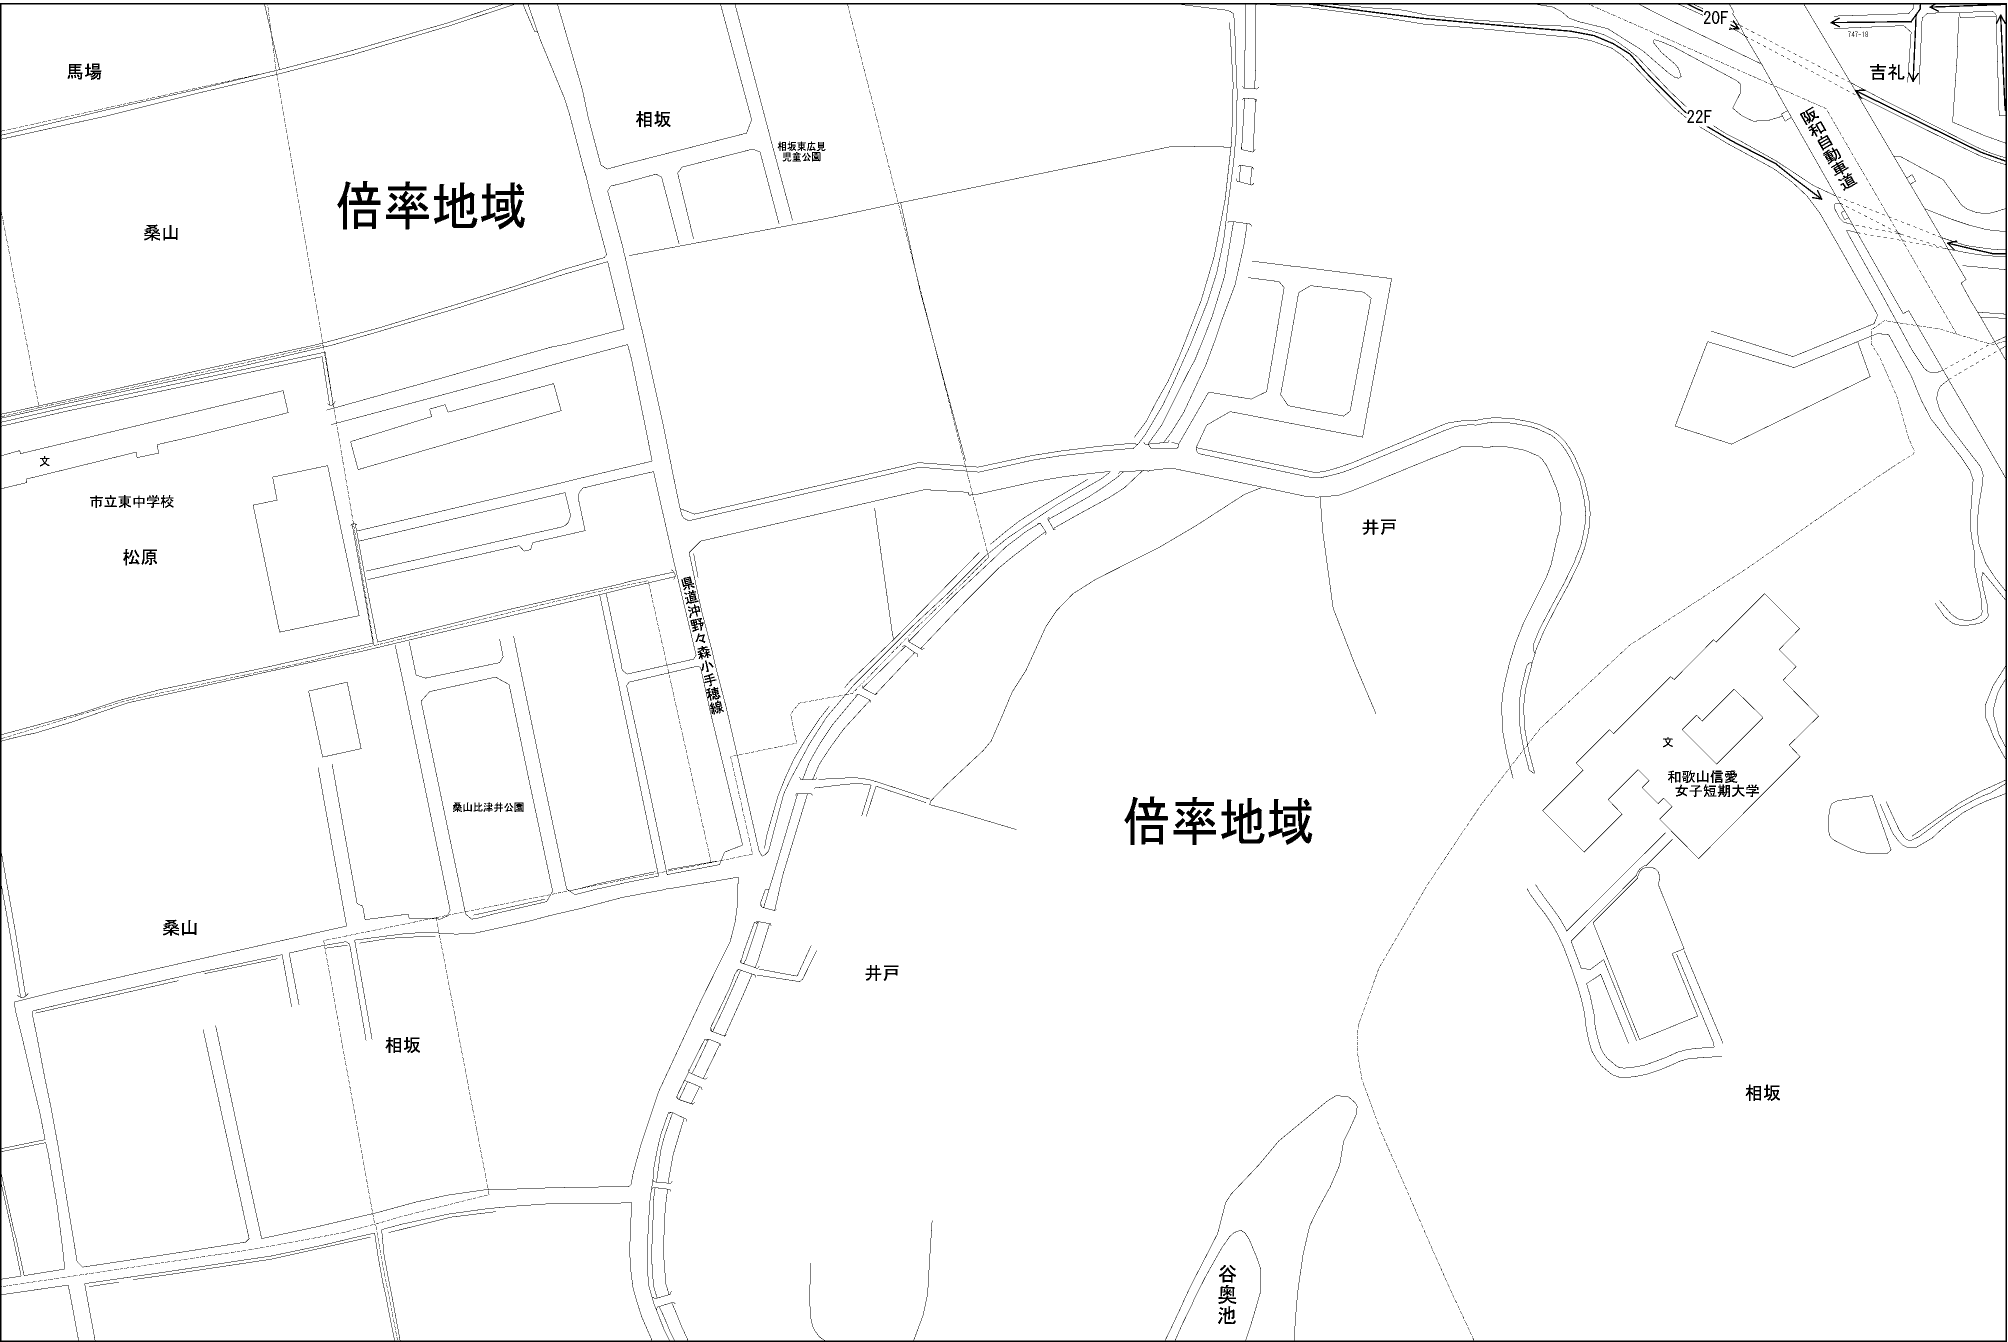 20F
747-18
吉礼
馬場
22F
阪和自動車道
相坂
相坂東広見
児童公園
倍率地域
桑山
文
市立東中学校
松原
井戸
県道沖野々森小手穂線
文
和歌山信愛
女子短期大学
桑山比津井公園
倍率地域
桑山
井戸
相坂
相坂
谷奥池